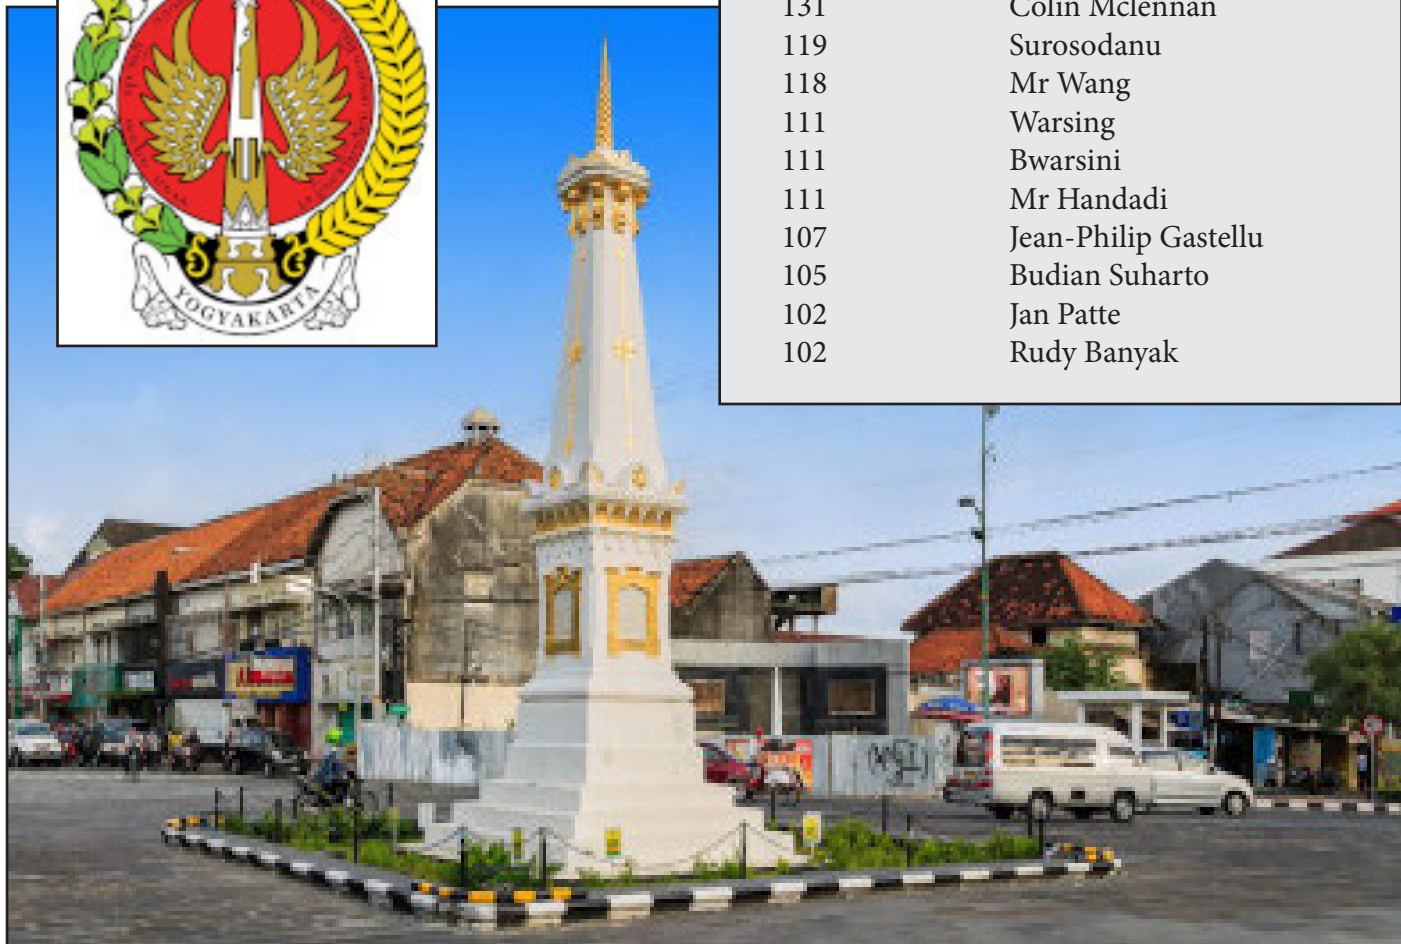 131 Colin Mclennan
119 Surosodanu
118 Mr Wang
111 Warsing
111 Bwarsini
111 Mr Handadi
107 Jean-Philip Gastellu
105 Budian Suharto
102 Jan Patte
102 Rudy Banyak
YOGYAKARTA